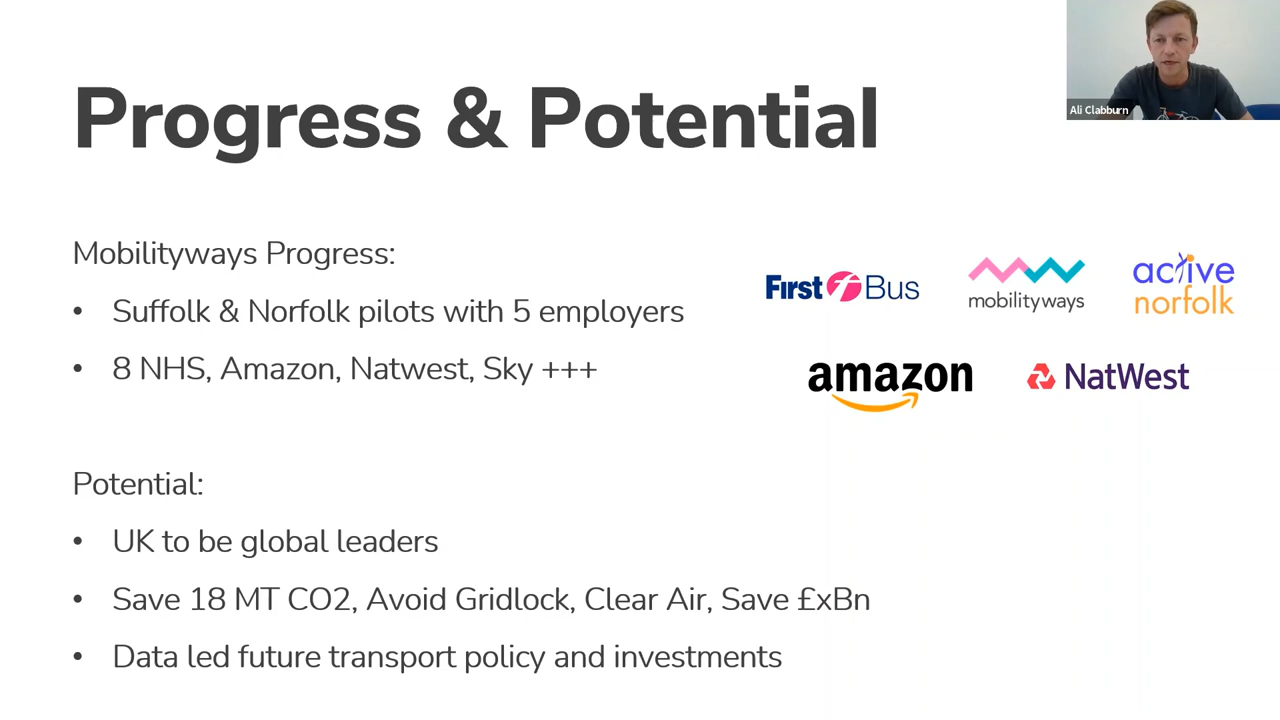 Progress & Potential
Ali Clabburn
Mobilityways Progress:
• Suffolk & Norfolk pilots with 5 employers
• 8 NHS, Amazon, Natwest, Sky +++
First Bus
mobilityways
active
norfolk
amazon
NatWest
Potential:
• UK to be global leaders
• Save 18 MT CO2, Avoid Gridlock, Clear Air, Save £xBn
• Data led future transport policy and investments